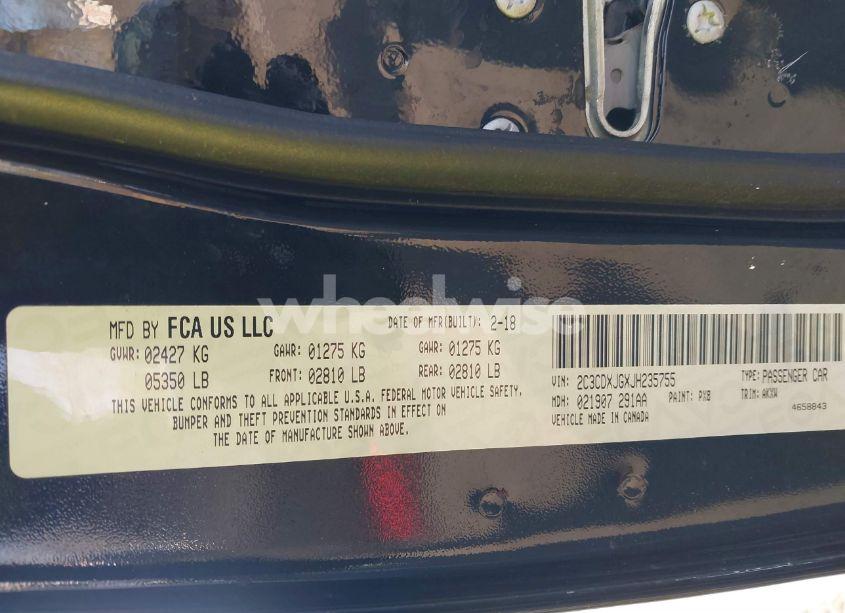 wheelwise
MFD BY FCA US LLC DATE OF MFR(BUILT): 2-18
GVWR: 02427 KG GAWR: 01275 KG GAWR: 01275 KG
05350 LB FRONT: 02810 LB REAR: 02810 LB
THIS VEHICLE CONFORMS TO ALL APPLICABLE U.S.A. FEDERAL MOTOR VEHICLE SAFETY,
BUMPER AND THEFT PREVENTION STANDARDS IN EFFECT ON
THE DATE OF MANUFACTURE SHOWN ABOVE.
VIN: 2C3CDXJGXJH235755 TYPE: PASSENGER CAR
MDH: 021907 291AA PAINT: PX8 TRIM: AKXW
VEHICLE MADE IN CANADA 4658843